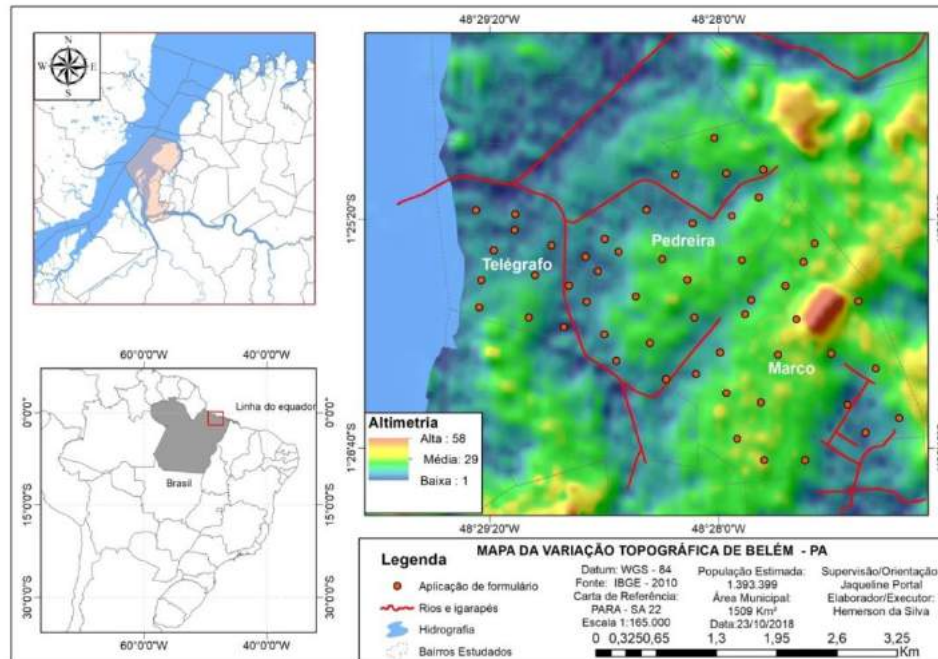 N
W E
S
60°0'0"W 40°0'0"W
0°0'
15°0'0"S
30°0'0"S
Linha do equador
Brasil
0°0'
15°0'0"S
30°0'0"S
60°0'0"W 40°0'0"W
48°29'20"W 48°28'0"W
1°25'20"S
1°26'40"S
Pedreira
Telégrafo
Marco
Altimetria
Alta : 58
Média: 29
Baixa : 1
48°29'20"W 48°28'0"W
Legenda
Aplicação de formulário
Rios e igarapés
Hidrografia
Bairros Estudados
MAPA DA VARIAÇÃO TOPOGRÁFICA DE BELÉM - PA
Datum: WGS - 84
Fonte: IBGE - 2010
Carta de Referência:
PARA - SA 22
Escala 1:165.000
População Estimada:
1.393.399
Área Municipal:
1509 Km²
Data:23/10/2018
Supervisão/Orientação
Jaqueline Portal
Elaborador/Executor:
Hemerson da Silva
0 0,325 0,65 1,3 1,95 2,6 3,25
Km